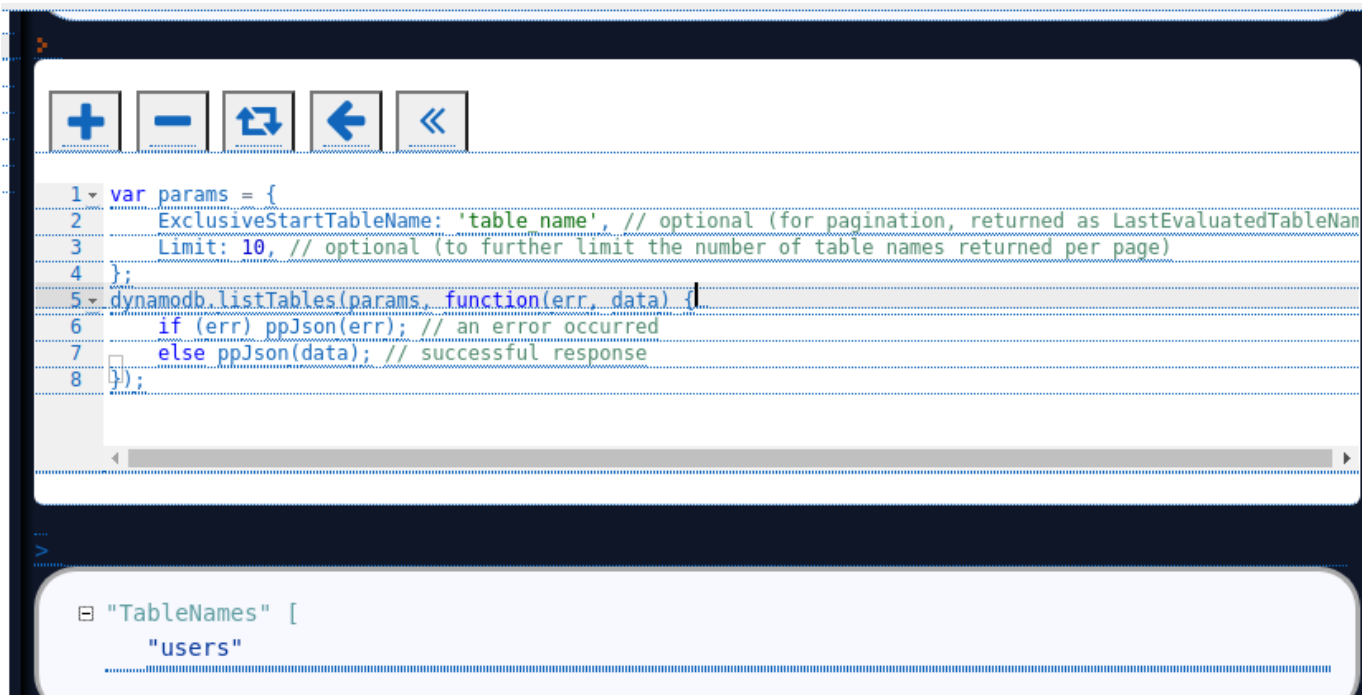 >
1 var params = {
2 ExclusiveStartTableName: 'table_name', // optional (for pagination, returned as LastEvaluatedTableNam
3 Limit: 10, // optional (to further limit the number of table names returned per page)
4 };
5 dynamodb.listTables(params, function(err, data) {
6 if (err) ppJson(err); // an error occurred
7 else ppJson(data); // successful response
8 });
>
"TableNames" [
"users"